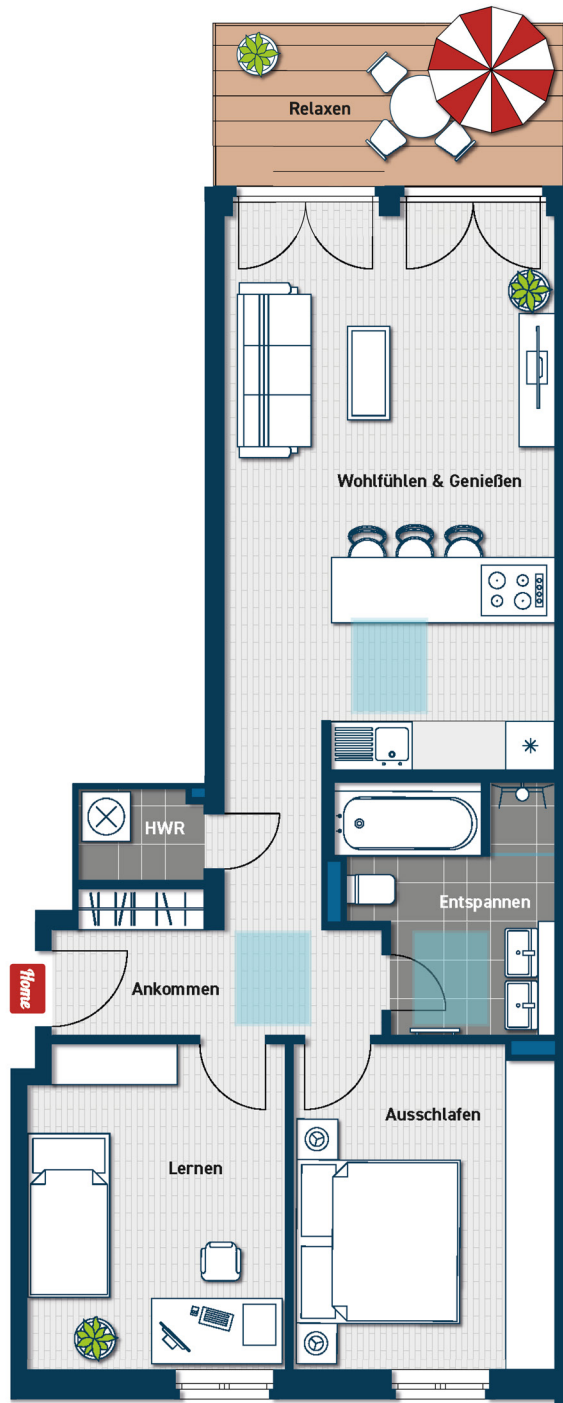 Relaxen
Wohlfühlen & Genießen
HWR
Entspannen
Home
Ankommen
Ausschlafen
Lernen